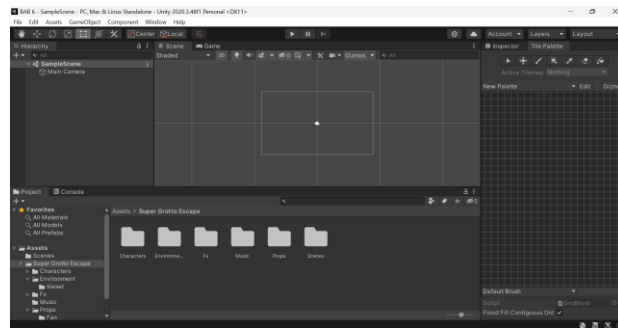 BAB 6 - SampleScene - PC, Mac & Linux Standalone - Unity 2020.3.48f1 Personal <DX11>
File Edit Assets GameObject Component Window Help
Center Local Account Layers Layout
Hierarchy Scene Game Inspector Tile Palette
All Shaded 2D Gizmos All
SampleScene
Main Camera
Active Tilemap Nothing
New Palette Edit Gizmo
Project Console
Favorites
All Materials
All Models
All Prefabs
Assets > Super Grotto Escape
Characters Environme... Fx Music Props Scenes
Assets
Scenes
Super Grotto Escape
Characters
Environment
tileset
Fx
Music
Props
Fan
Default Brush
Script GridBrush
Flood Fill Contiguous Onl